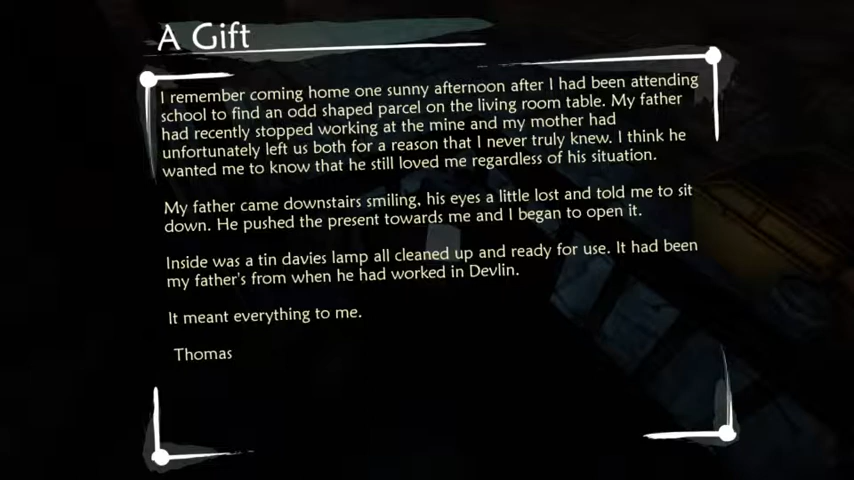 A Gift
I remember coming home one sunny afternoon after I had been attending
school to find an odd shaped parcel on the living room table. My father
had recently stopped working at the mine and my mother had
unfortunately left us both for a reason that I never truly knew. I think he
wanted me to know that he still loved me regardless of his situation.
My father came downstairs smiling, his eyes a little lost and told me to sit
down. He pushed the present towards me and I began to open it.
Inside was a tin davies lamp all cleaned up and ready for use. It had been
my father's from when he had worked in Devlin.
It meant everything to me.
Thomas